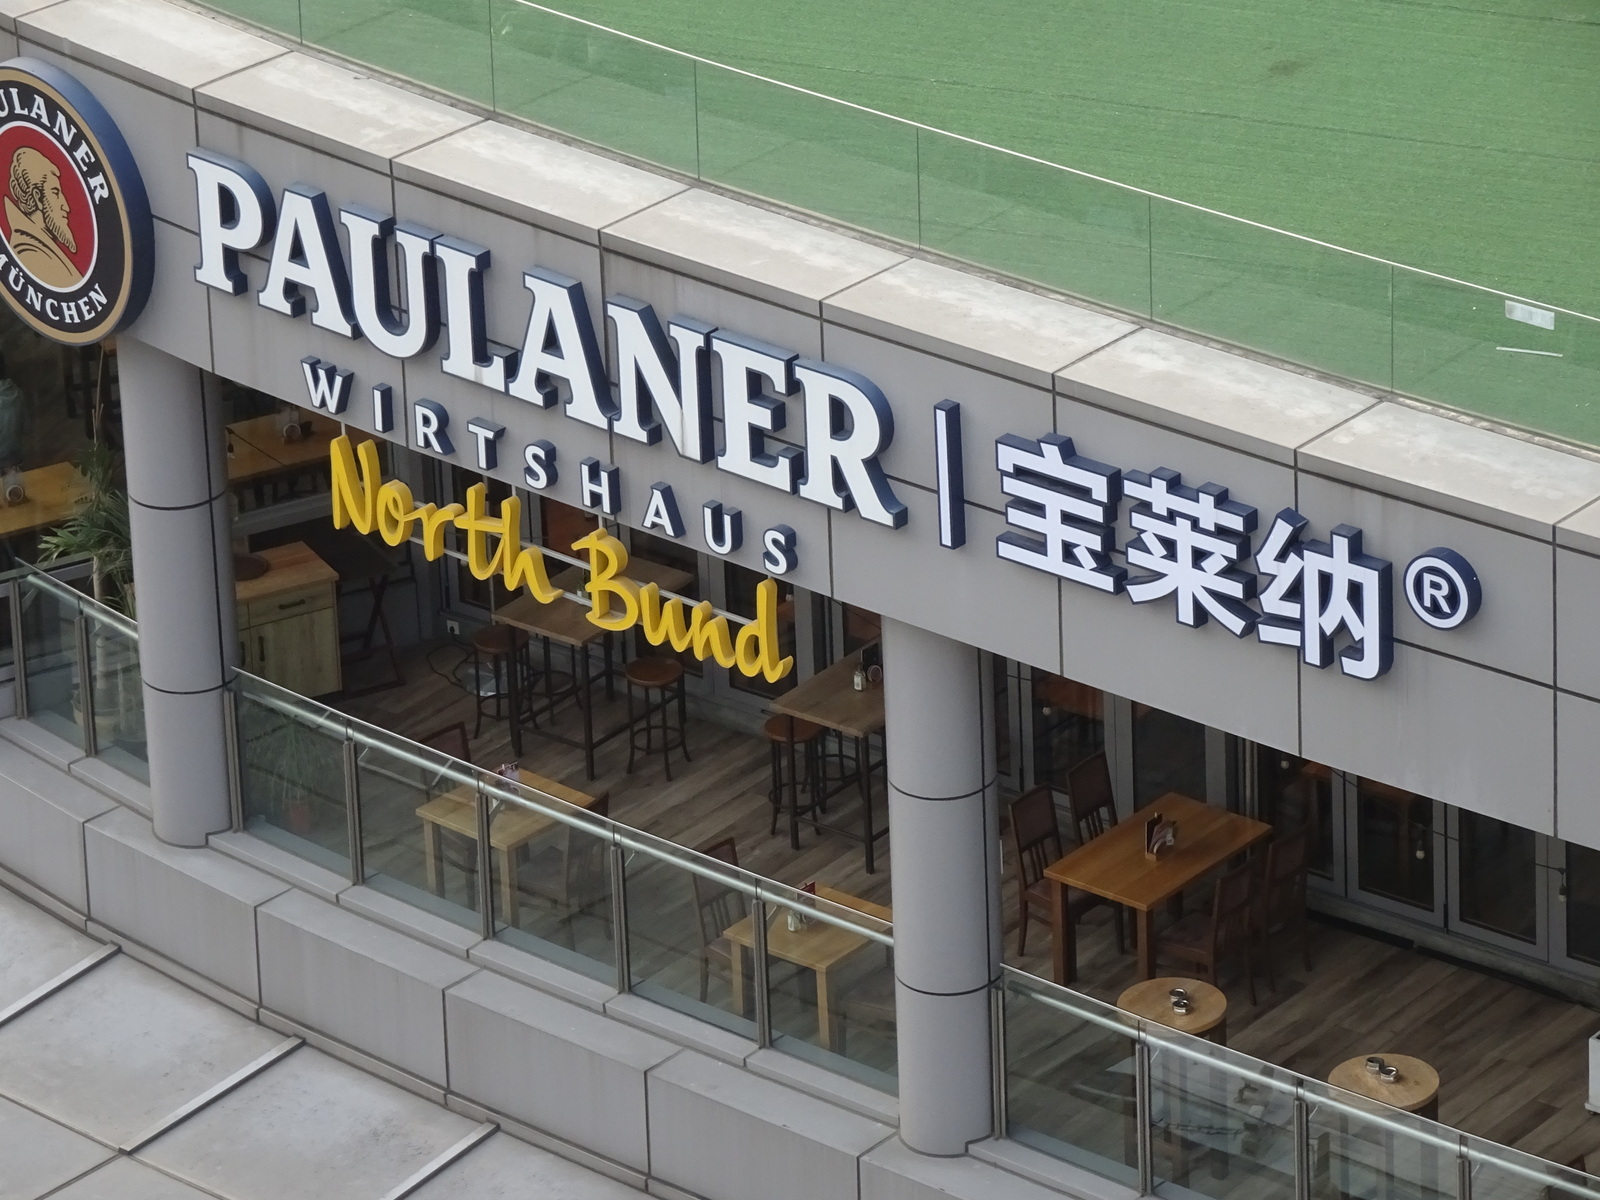 PAULANER
MÜNCHEN
PAULANER | 宝莱纳®
WIRTSHAUS
North Bund